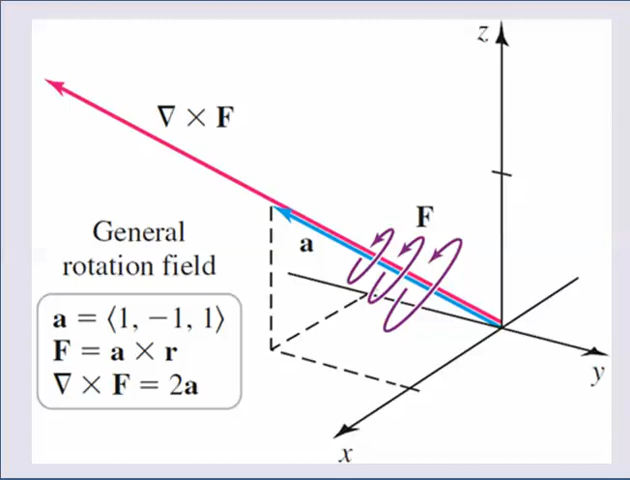 z
∇ × F
F
a
General
rotation field
a = ⟨1, −1, 1⟩
F = a × r
∇ × F = 2a
y
x